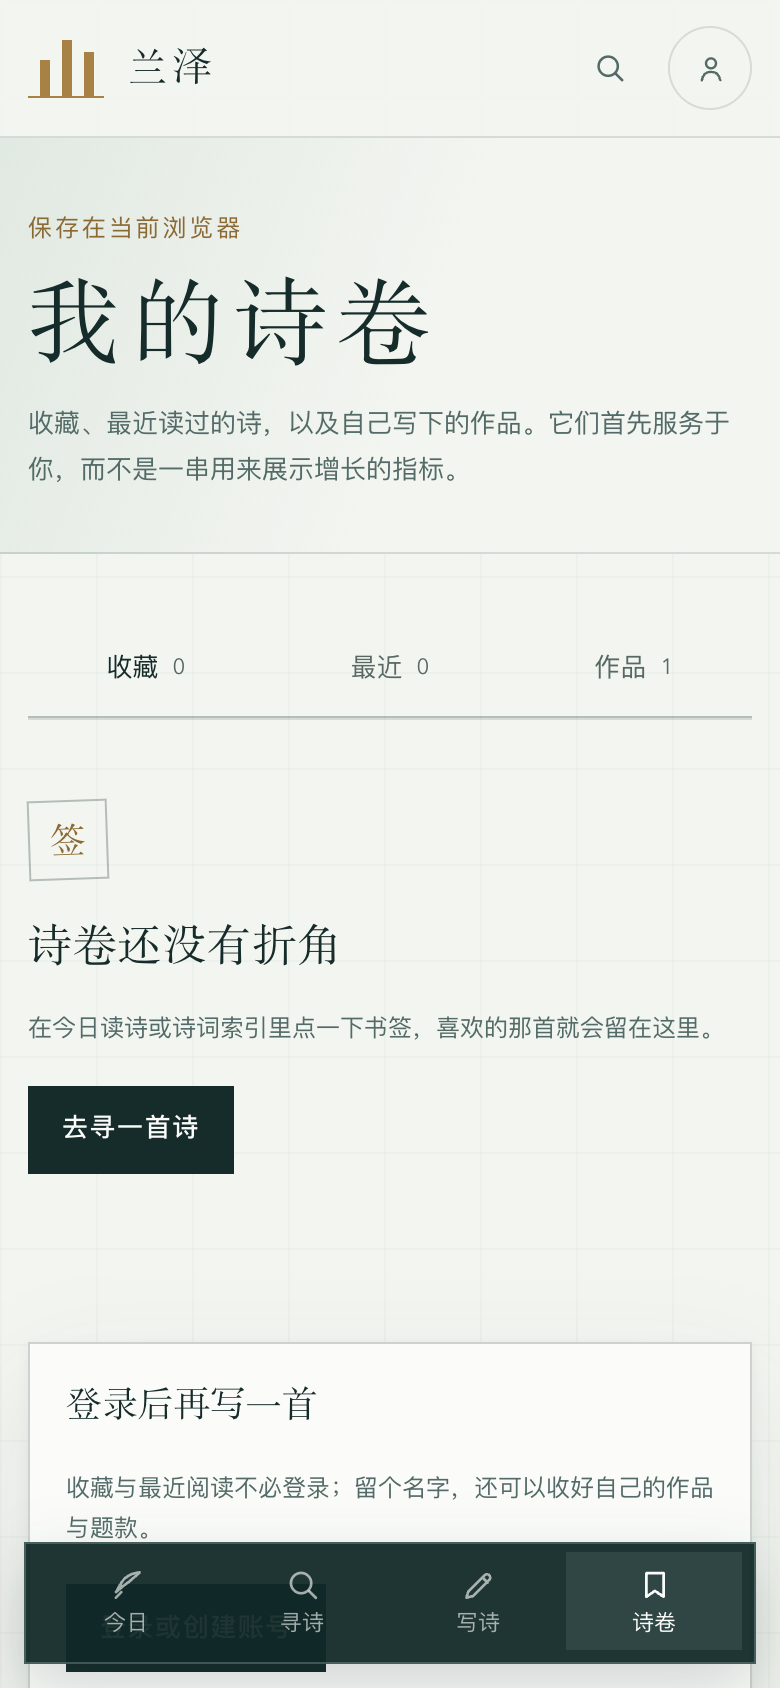 兰泽
保存在当前浏览器
我的诗卷
收藏、最近读过的诗，以及自己写下的作品。它们首先服务于
你，而不是一串用来展示增长的指标。
收藏 0
最近 0
作品 1
签
诗卷还没有折角
在今日读诗或诗词索引里点一下书签，喜欢的那首就会留在这里。
去寻一首诗
登录后再写一首
收藏与最近阅读不必登录；留个名字，还可以收好自己的作品
与题款。
登录或创建账号
今日
寻诗
写诗
诗卷